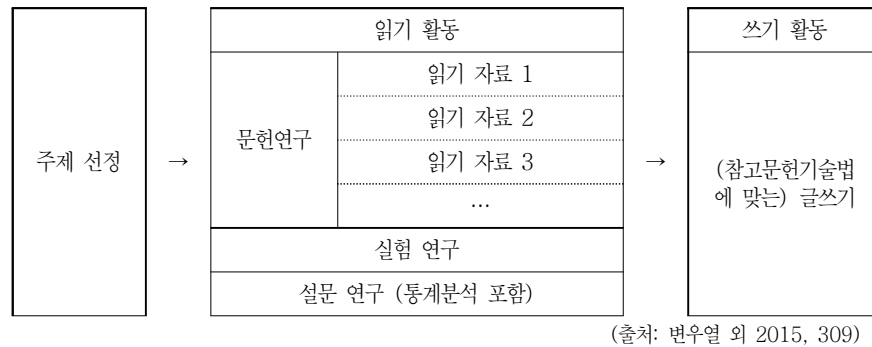 읽기 활동
쓰기 활동
주제 선정
→
문헌연구
읽기 자료 1
읽기 자료 2
읽기 자료 3
…
실험 연구
설문 연구 (통계분석 포함)
→
(참고문헌기술법
에 맞는) 글쓰기
(출처: 변우열 외 2015, 309)